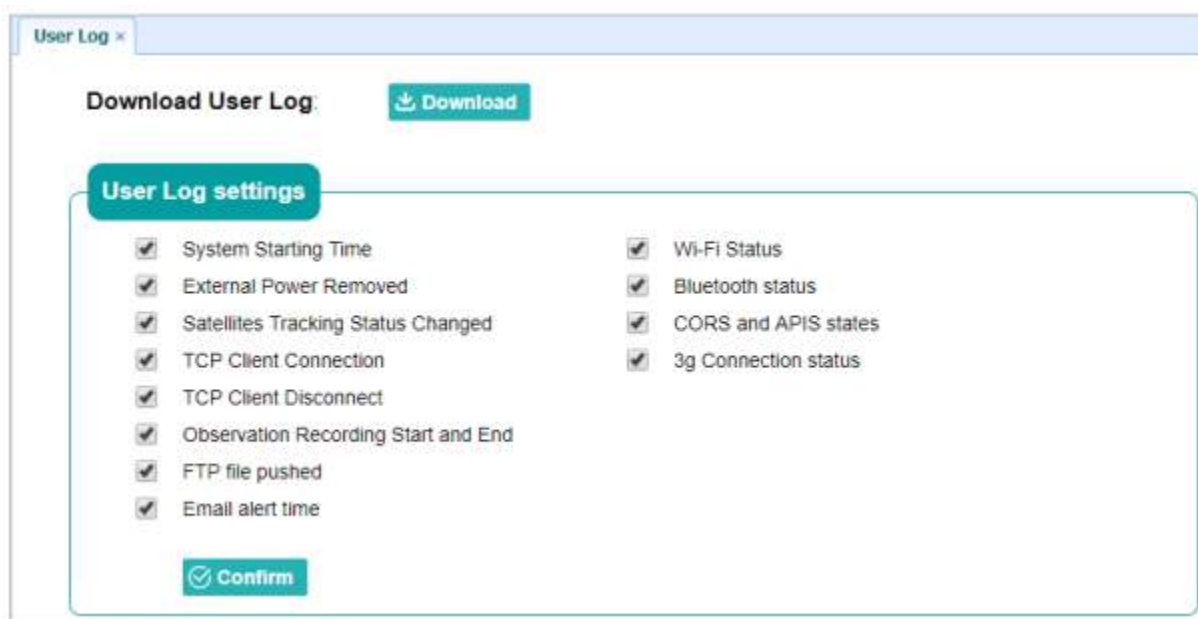 User Log ×
Download User Log:
Download
User Log settings
System Starting Time
External Power Removed
Satellites Tracking Status Changed
TCP Client Connection
TCP Client Disconnect
Observation Recording Start and End
FTP file pushed
Email alert time
Wi-Fi Status
Bluetooth status
CORS and APIS states
3g Connection status
Confirm